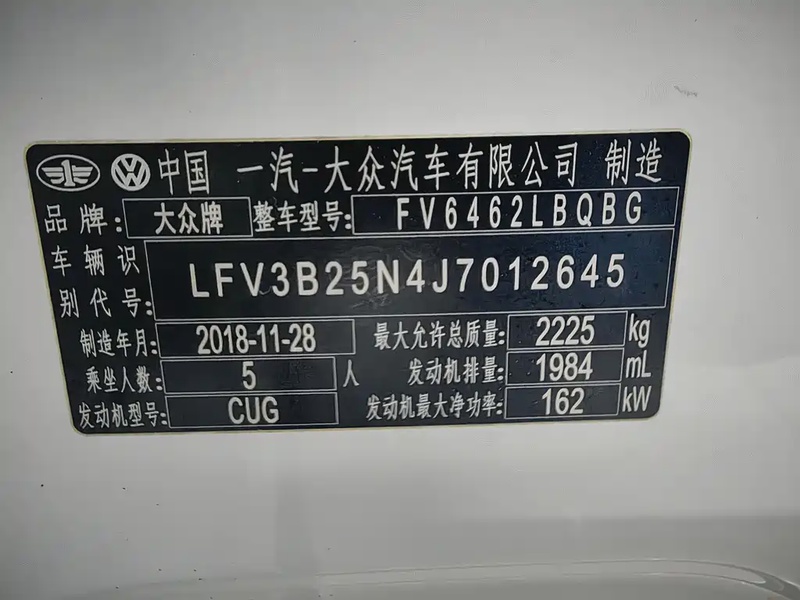 中国 一汽-大众汽车有限公司 制造
品牌: 大众牌 整车型号: FV6462LBQBG
车辆识别代号: LFV3B25N4J7012645
制造年月: 2018-11-28 最大允许总质量: 2225 kg
乘坐人数: 5 人 发动机排量: 1984 mL
发动机型号: CUG 发动机最大净功率: 162 kW